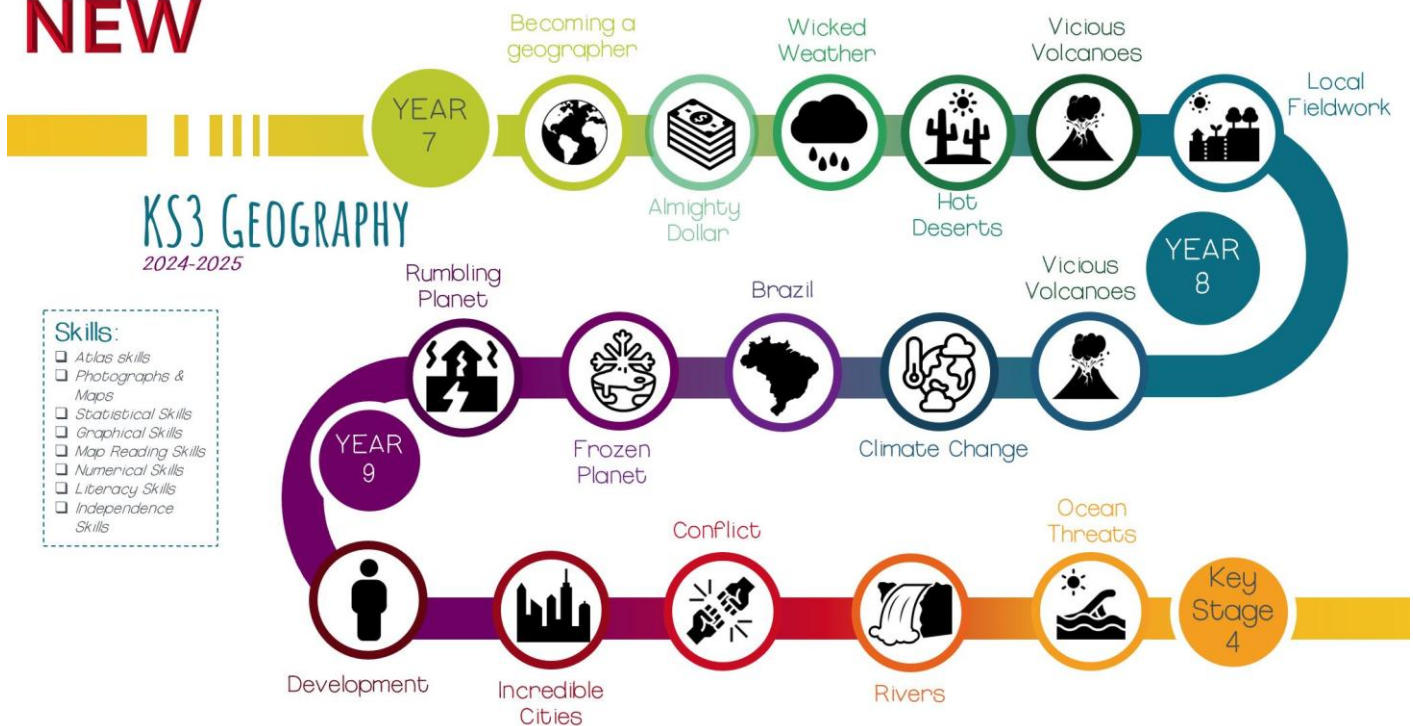 NEW
KS3 GEOGRAPHY
2024-2025
YEAR
7
Becoming a
geographer
Almighty
Dollar
Wicked
Weather
Hot
Deserts
Vicious
Volcanoes
Local
Fieldwork
YEAR
8
Vicious
Volcanoes
Climate Change
Brazil
Frozen
Planet
Rumbling
Planet
YEAR
9
Skills:
Atlas skills
Photographs &
Maps
Statistical Skills
Graphical Skills
Map Reading Skills
Numerical Skills
Literacy Skills
Independence
Skills
Development
Incredible
Cities
Conflict
Rivers
Ocean
Threats
Key
Stage
4